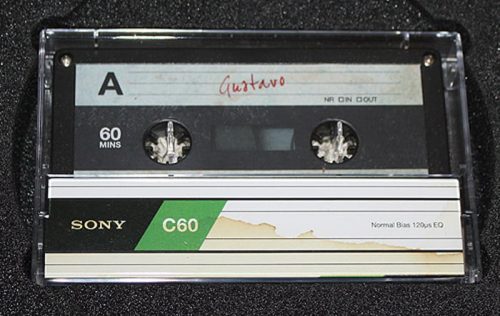 A Gustavo
NR □ IN □ OUT
60
MINS
SONY C60 Normal Bias 120µs EQ